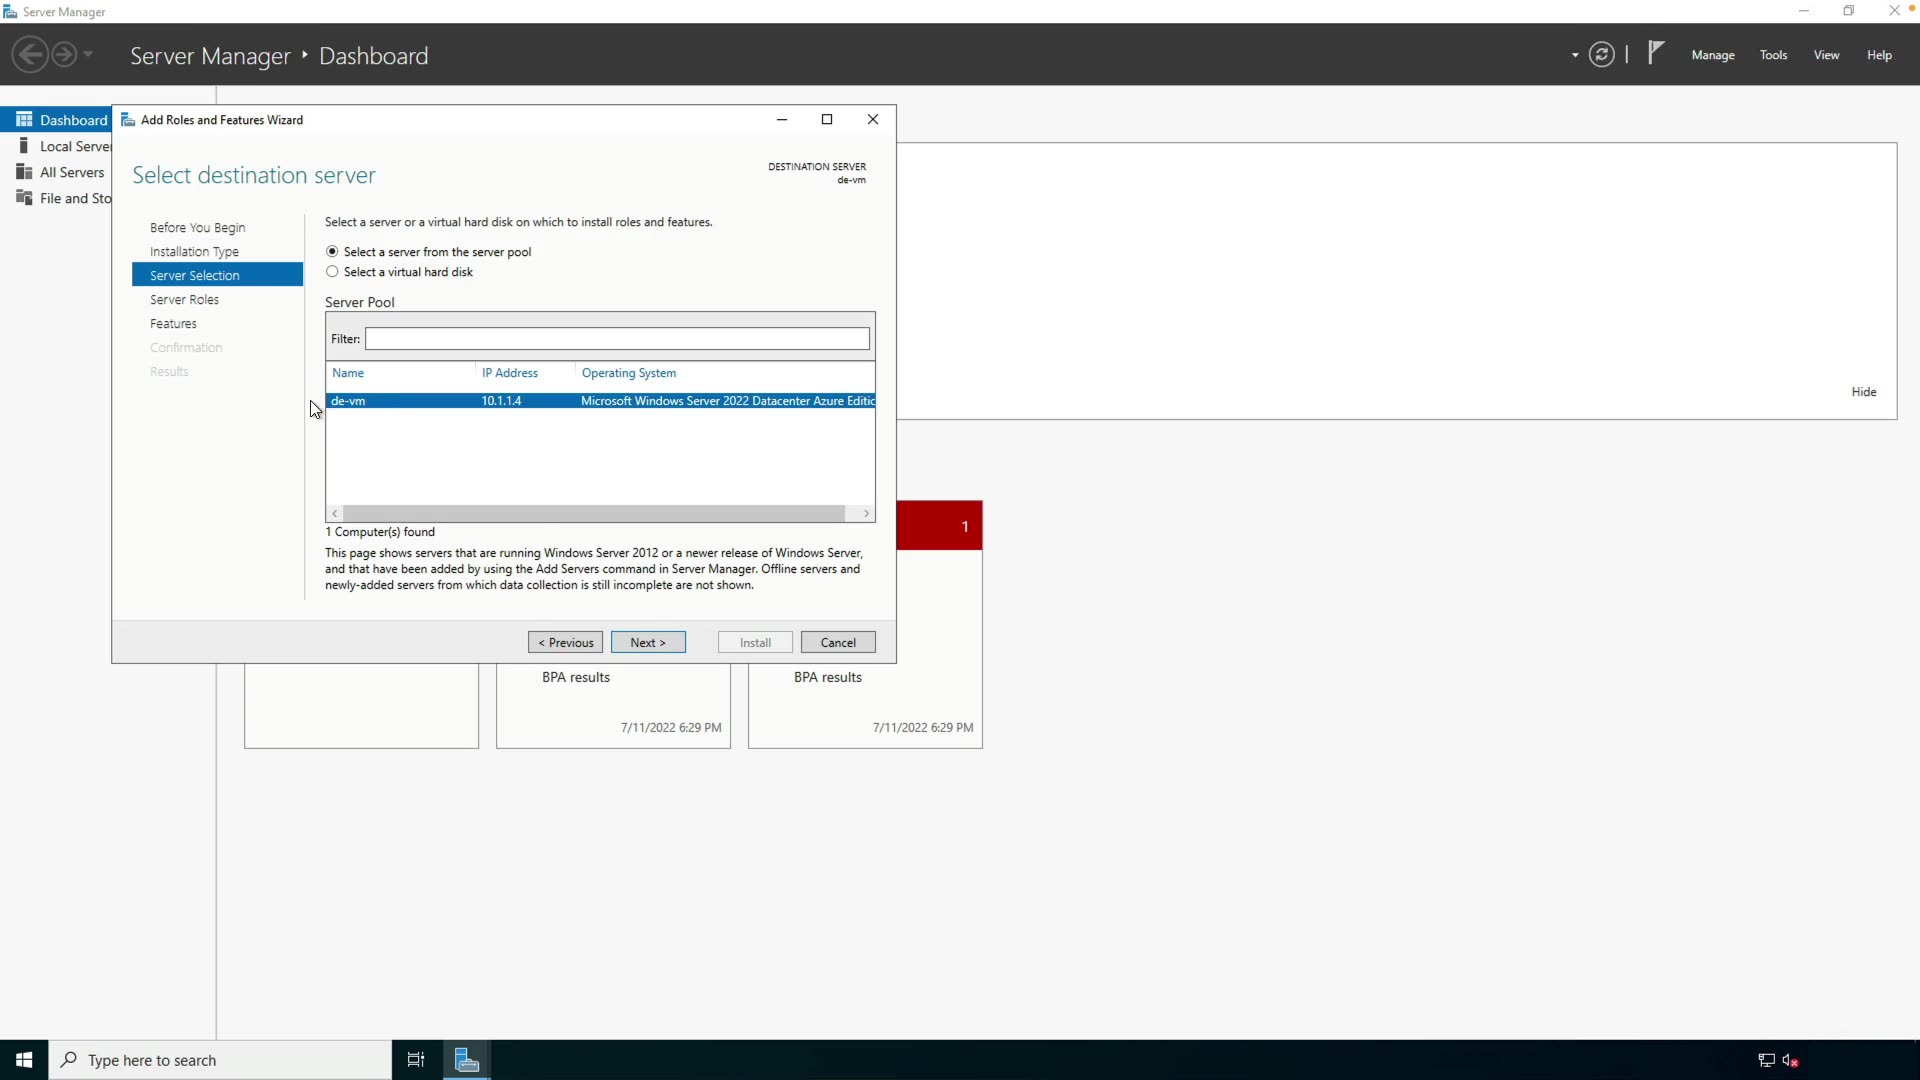 Server Manager
Server Manager ‣ Dashboard
Manage
Tools
View
Help
Dashboard
Local Server
All Servers
File and Sto
Add Roles and Features Wizard
Select destination server
DESTINATION SERVER
de-vm
Before You Begin
Installation Type
Server Selection
Server Roles
Features
Confirmation
Results
Select a server or a virtual hard disk on which to install roles and features.
Select a server from the server pool
Select a virtual hard disk
Server Pool
Filter:
Name IP Address Operating System
de-vm 10.1.1.4 Microsoft Windows Server 2022 Datacenter Azure Editic
1 Computer(s) found
This page shows servers that are running Windows Server 2012 or a newer release of Windows Server,
and that have been added by using the Add Servers command in Server Manager. Offline servers and
newly-added servers from which data collection is still incomplete are not shown.
< Previous
Next >
Install
Cancel
Hide
1
BPA results
7/11/2022 6:29 PM
BPA results
7/11/2022 6:29 PM
Type here to search